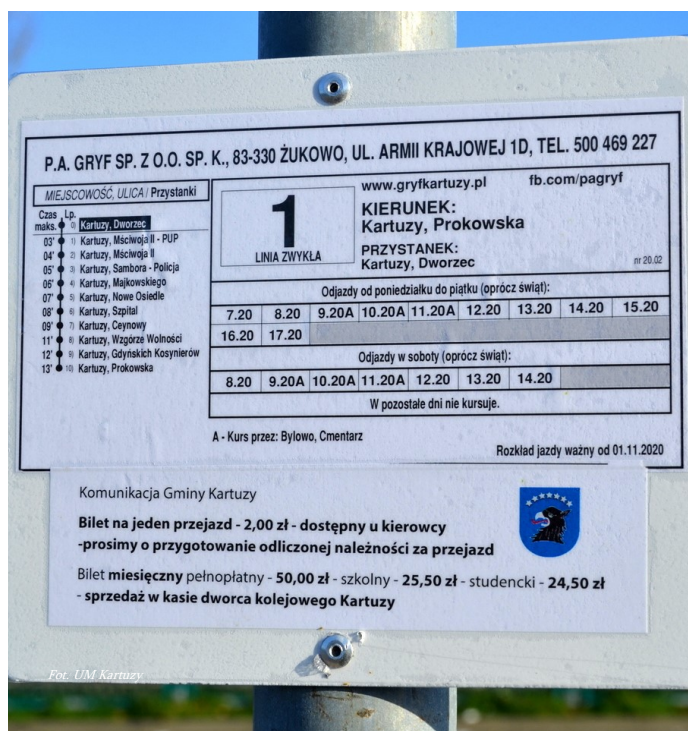 P.A. GRYF SP. Z O.O. SP. K., 83-330 ŻUKOWO, UL. ARMII KRAJOWEJ 1D, TEL. 500 469 227
MIEJSCOWOŚĆ, ULICA / Przystanki
Czas maks. Lp.
0) Kartuzy, Dworzec
03' 1) Kartuzy, Mściwoja II - PUP
04' 2) Kartuzy, Mściwoja II
05' 3) Kartuzy, Sambora - Policja
06' 4) Kartuzy, Majkowskiego
07' 5) Kartuzy, Nowe Osiedle
08' 6) Kartuzy, Szpital
09' 7) Kartuzy, Ceynowy
11' 8) Kartuzy, Wzgórze Wolności
12' 9) Kartuzy, Gdyńskich Kosynierów
13' 10) Kartuzy, Prokowska
1
LINIA ZWYKŁA
www.gryfkartuzy.pl fb.com/pagryf
KIERUNEK:
Kartuzy, Prokowska
PRZYSTANEK:
Kartuzy, Dworzec
nr 20.02
Odjazdy od poniedziałku do piątku (oprócz świąt):
7.20 8.20 9.20A 10.20A 11.20A 12.20 13.20 14.20 15.20
16.20 17.20
Odjazdy w soboty (oprócz świąt):
8.20 9.20A 10.20A 11.20A 12.20 13.20 14.20
W pozostałe dni nie kursuje.
A - Kurs przez: Bylowo, Cmentarz
Rozkład jazdy ważny od 01.11.2020
Komunikacja Gminy Kartuzy
Bilet na jeden przejazd - 2,00 zł - dostępny u kierowcy
-prosimy o przygotowanie odliczonej należności za przejazd
Bilet miesięczny pełnopłatny - 50,00 zł - szkolny - 25,50 zł - studencki - 24,50 zł
- sprzedaż w kasie dworca kolejowego Kartuzy
Fot. UM Kartuzy